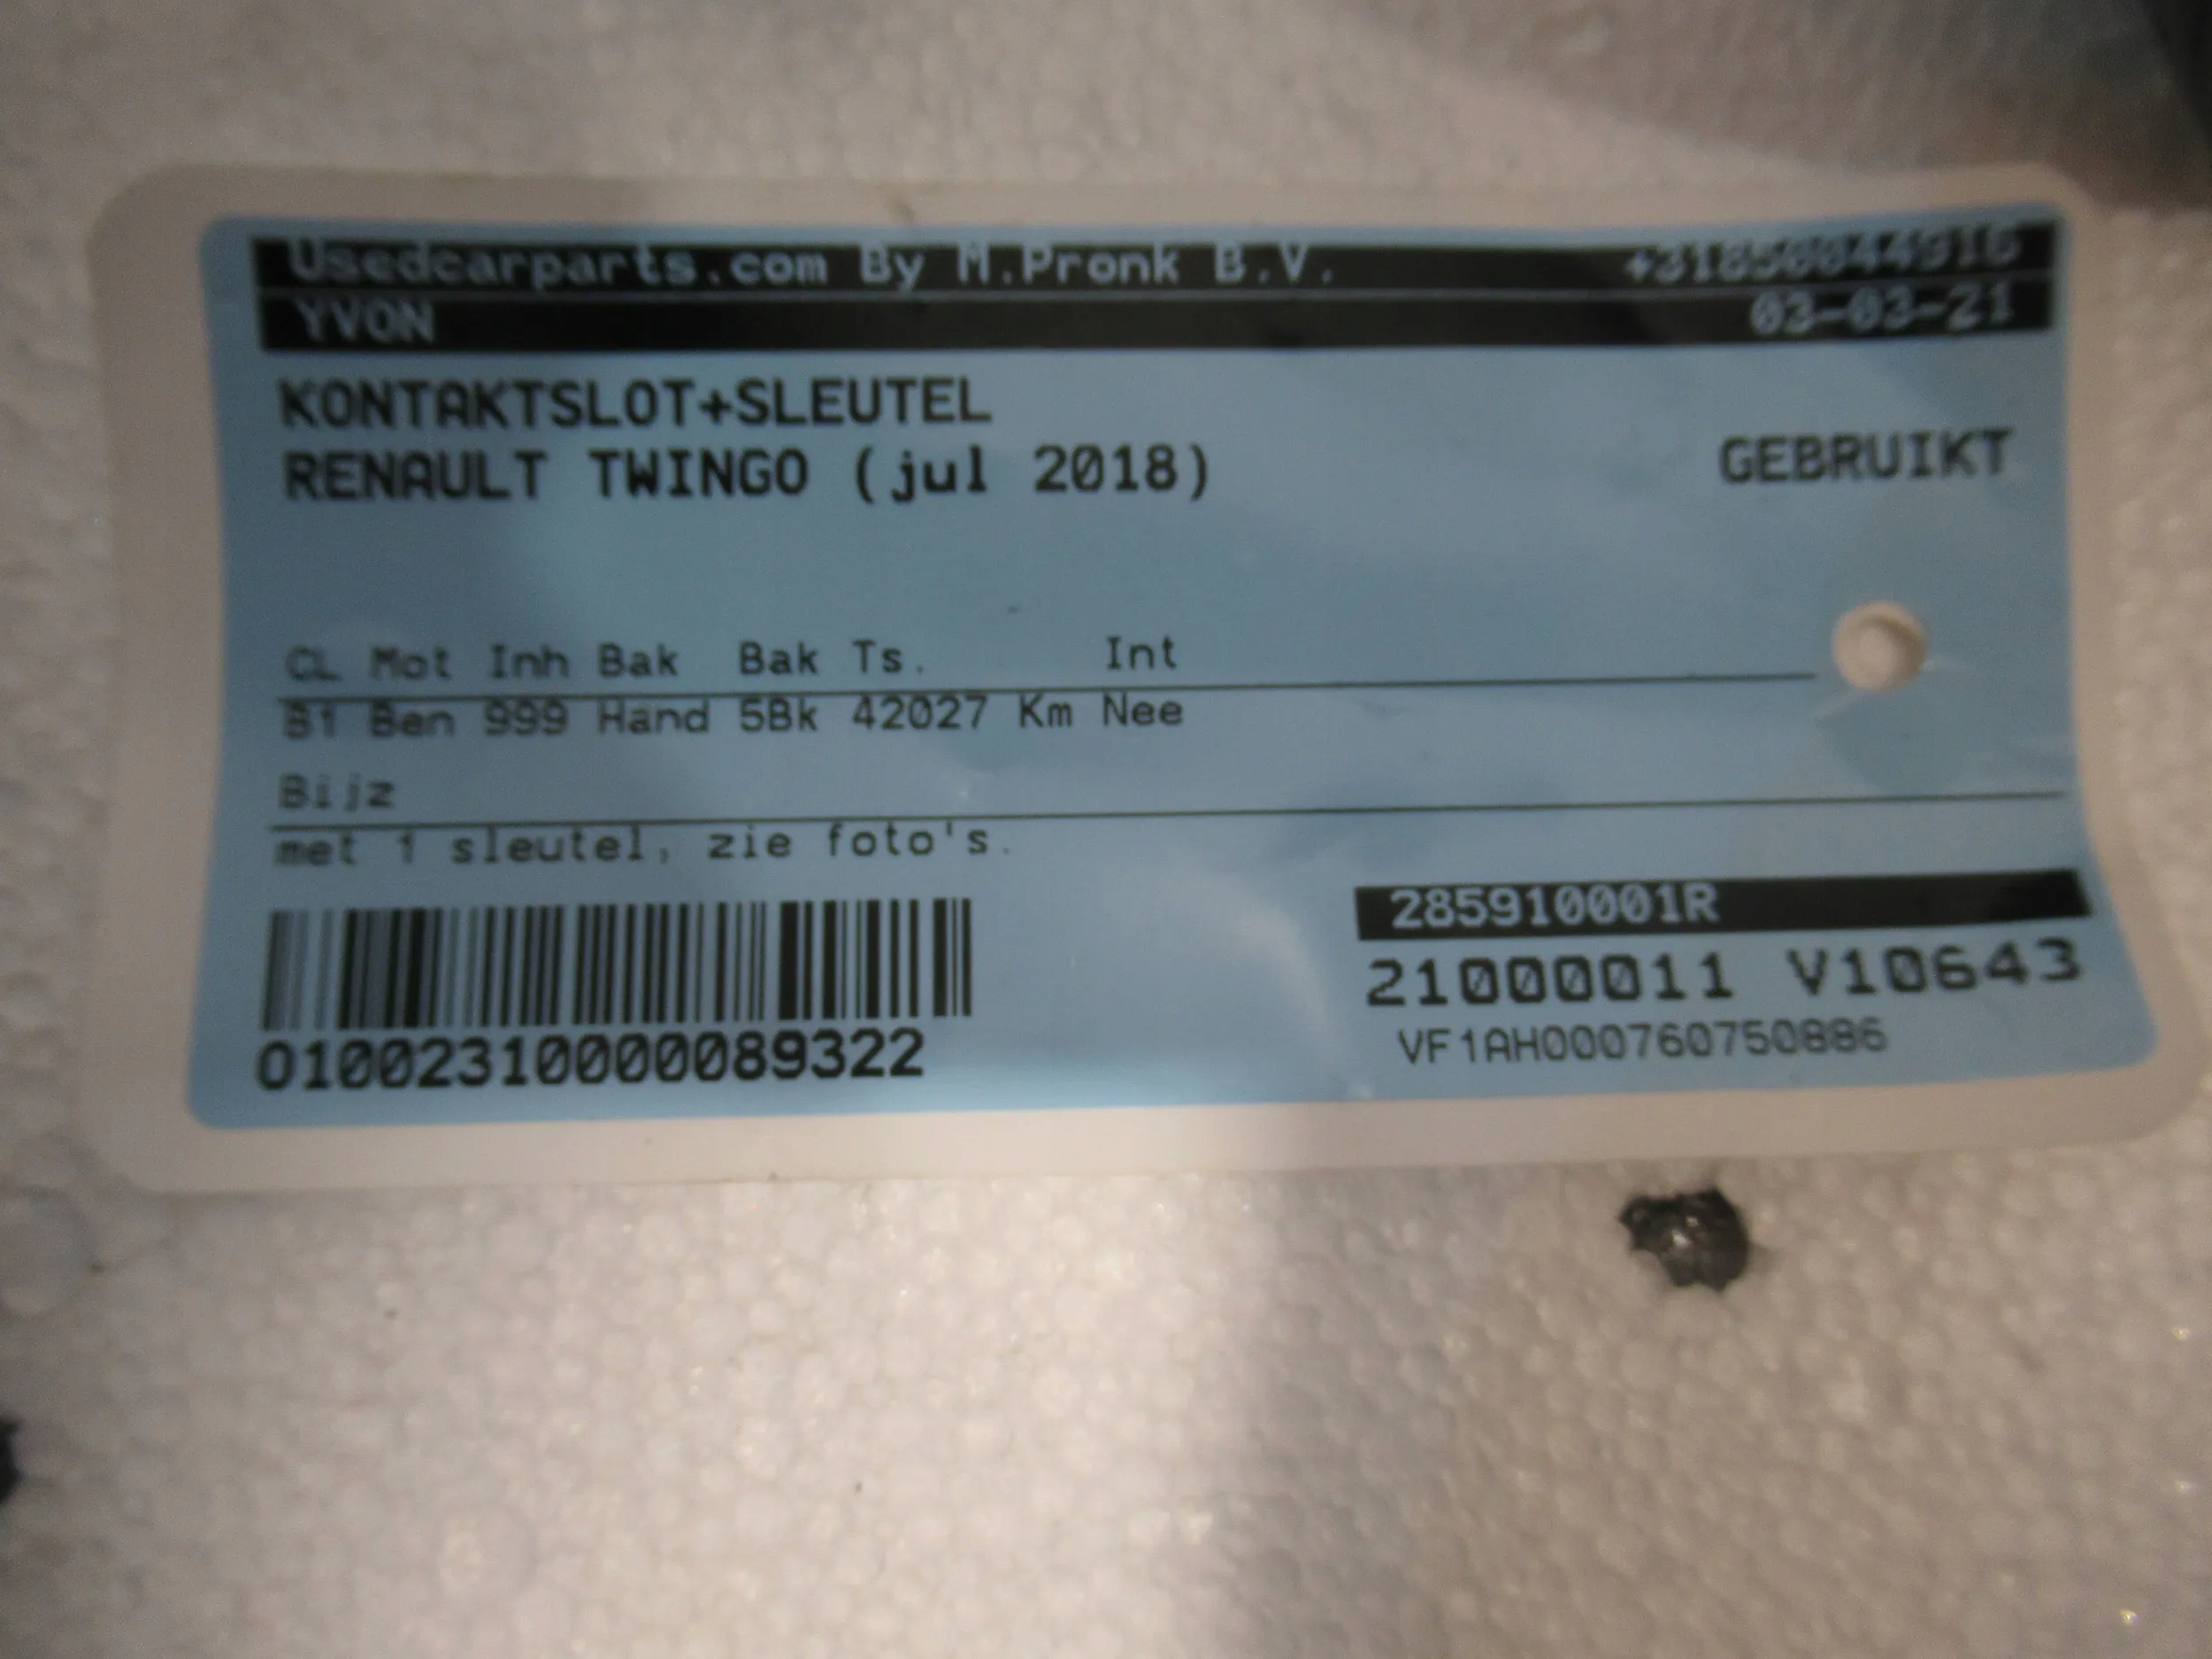 Usedcarparts.com By M.Pronk B.V.
YVON 03-03-21
KONTAKTSLOT+SLEUTEL
RENAULT TWINGO (jul 2018) GEBRUIKT
CL Mot Inh Bak Bak Ts. Int
B1 Ben 999 Hand 5Bk 42027 Km Nee
Bijz
met 1 sleutel, zie foto's.
285910001R
21000011 V10643
VF1AH000760750886
01002310000089322